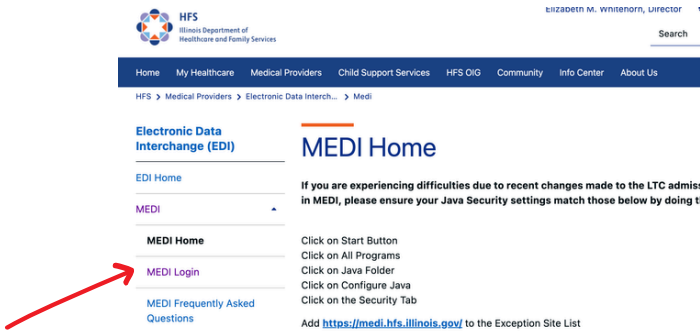 HFS
Illinois Department of
Healthcare and Family Services
Elizabeth M. Whitehorn, Director
Search
Home My Healthcare Medical Providers Child Support Services HFS OIG Community Info Center About Us
HFS > Medical Providers > Electronic Data Interch... > Medi
Electronic Data
Interchange (EDI)
EDI Home
MEDI
MEDI Home
MEDI Login
MEDI Frequently Asked
Questions
MEDI Home
If you are experiencing difficulties due to recent changes made to the LTC admiss
in MEDI, please ensure your Java Security settings match those below by doing t
Click on Start Button
Click on All Programs
Click on Java Folder
Click on Configure Java
Click on the Security Tab
Add https://medi.hfs.illinois.gov/ to the Exception Site List